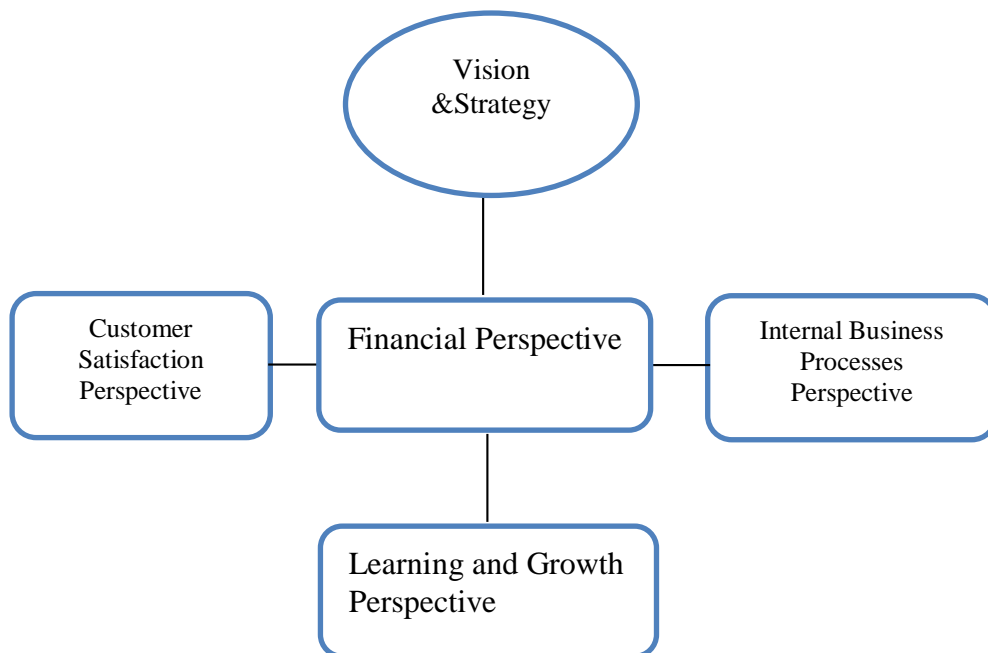 Vision
&Strategy
Customer
Satisfaction
Perspective
Financial Perspective
Internal Business
Processes
Perspective
Learning and Growth
Perspective